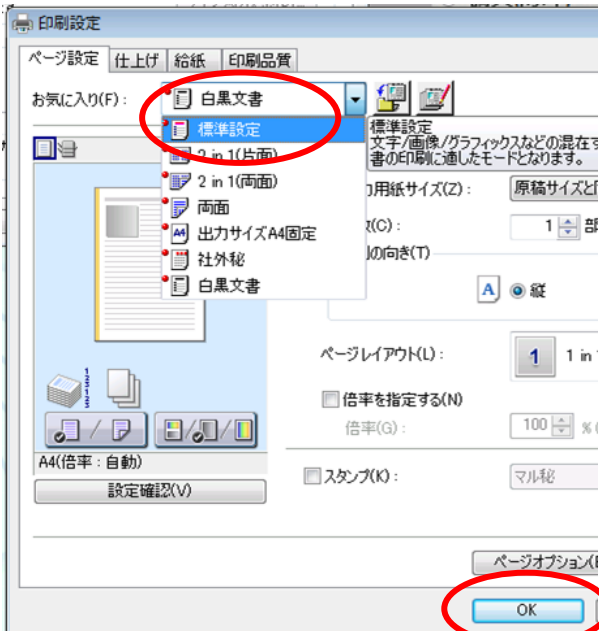 印刷設定
ページ設定 仕上げ 給紙 印刷品質
お気に入り(F): 白黒文書
標準設定
2 in 1(片面)
2 in 1(両面)
両面
出力サイズA4固定
社外秘
白黒文書
標準設定
文字/画像/グラフィックスなどの混在す
書の印刷に適したモードとなります。
用紙サイズ(Z): 原稿サイズと
(C): 1 部
の向き(T)
A 縦
ページレイアウト(L): 1 1 in
倍率を指定する(N)
倍率(G): 100 % (
123 123
A4(倍率:自動)
設定確認(V)
スタンプ(K): マル秘
ページオプション(
OK